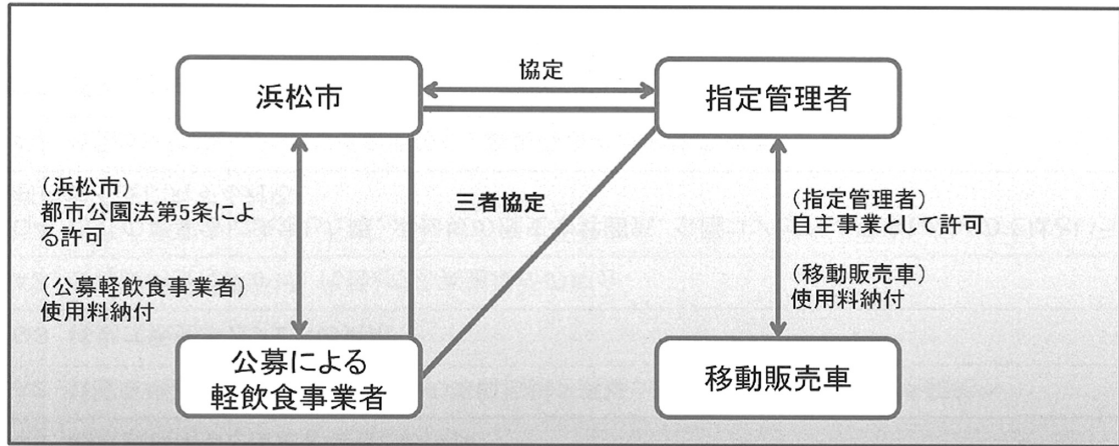 浜松市
協定
指定管理者
(浜松市)
都市公園法第5条によ
る許可
(公募軽飲食事業者)
使用料納付
三者協定
(指定管理者)
自主事業として許可
(移動販売車)
使用料納付
公募による
軽飲食事業者
移動販売車